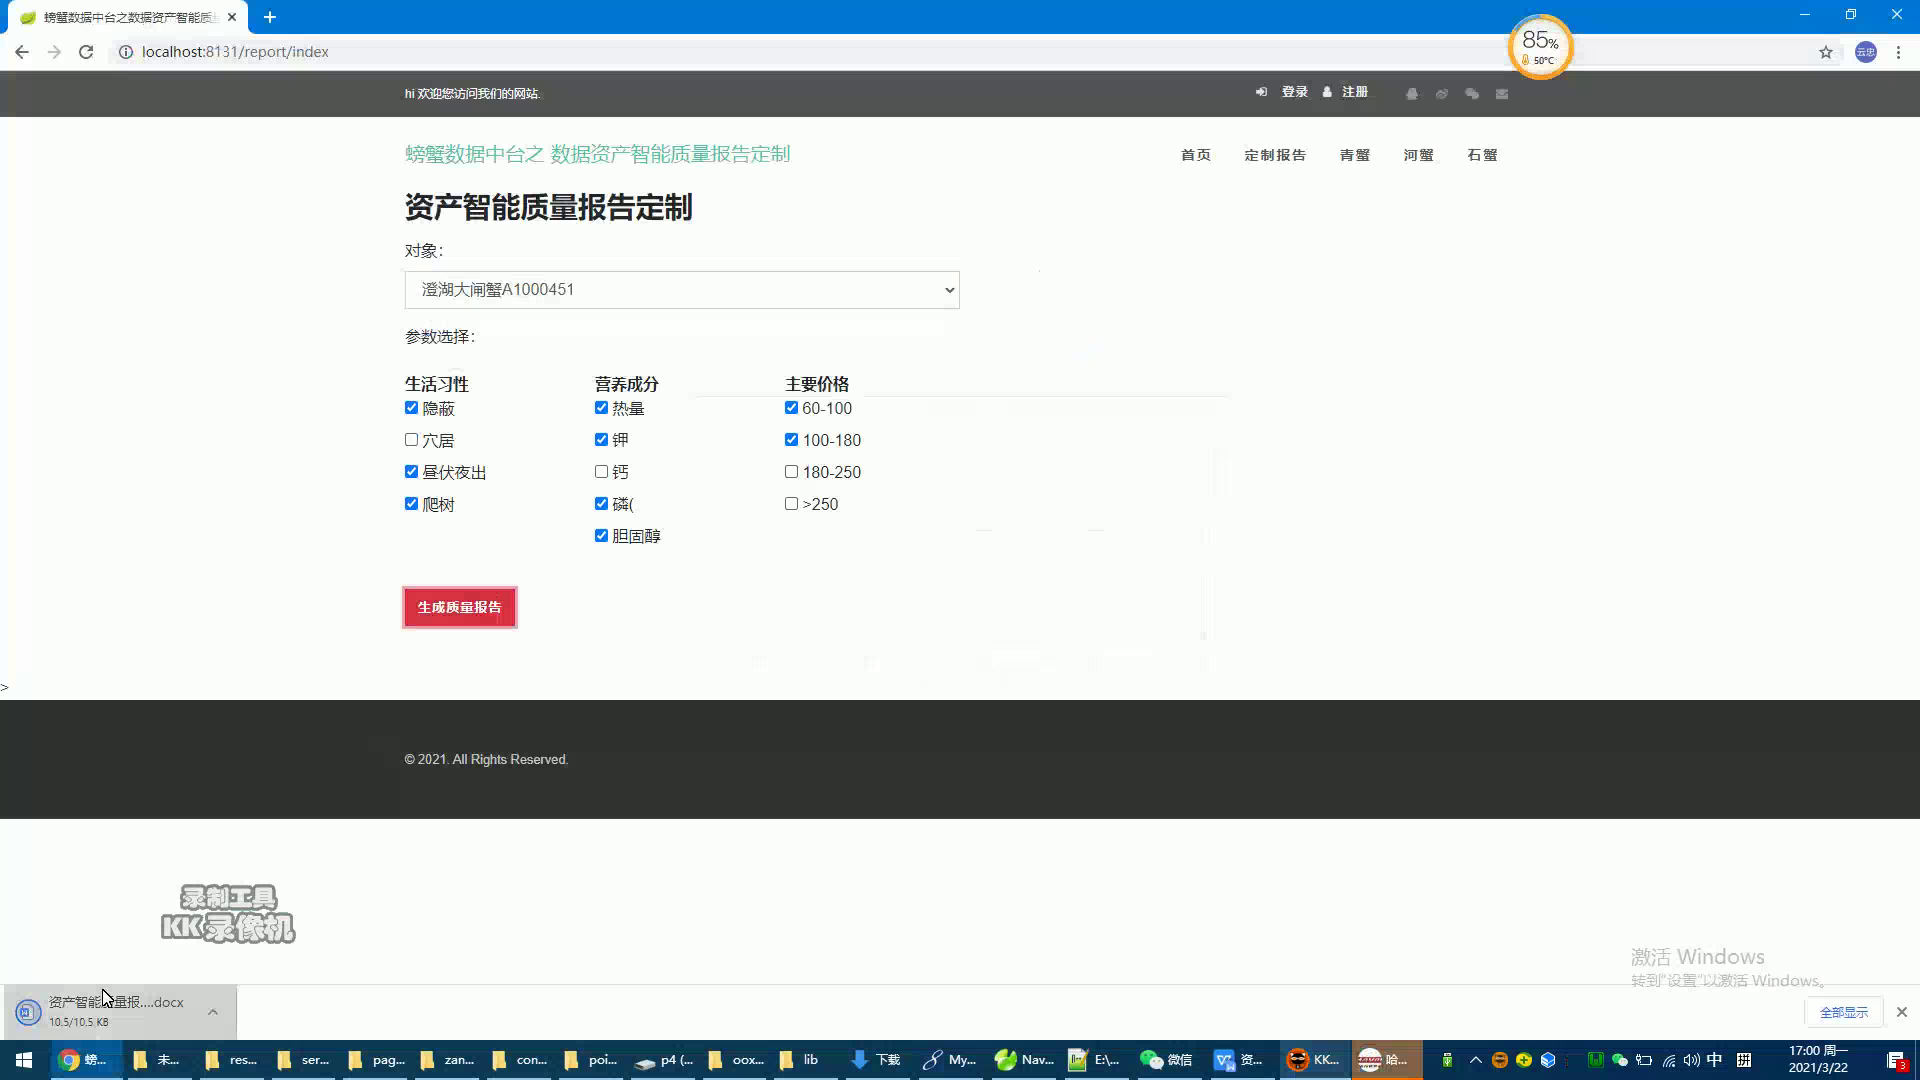 螃蟹数据中台之数据资产智能质
localhost:8131/report/index
85%
50°C
云忠
hi 欢迎您访问我们的网站.
登录 注册
螃蟹数据中台之 数据资产智能质量报告定制
首页 定制报告 青蟹 河蟹 石蟹
资产智能质量报告定制
对象:
澄湖大闸蟹A1000451
参数选择:
生活习性 营养成分 主要价格
隐蔽 热量 60-100
穴居 钾 100-180
昼伏夜出 钙 180-250
爬树 磷( >250
胆固醇
生成质量报告
>
© 2021. All Rights Reserved.
录制工具
KK录像机
激活 Windows
转到"设置"以激活 Windows。
资产智能质量报....docx
10.5/10.5 KB
全部显示
螃... 未... res... ser... pag... zan... con... poi... p4 (... oox... lib 下载 My... Nav... E:\... 微信 资... KK... 哈... 中 拼
17:00 周一
2021/3/22
3